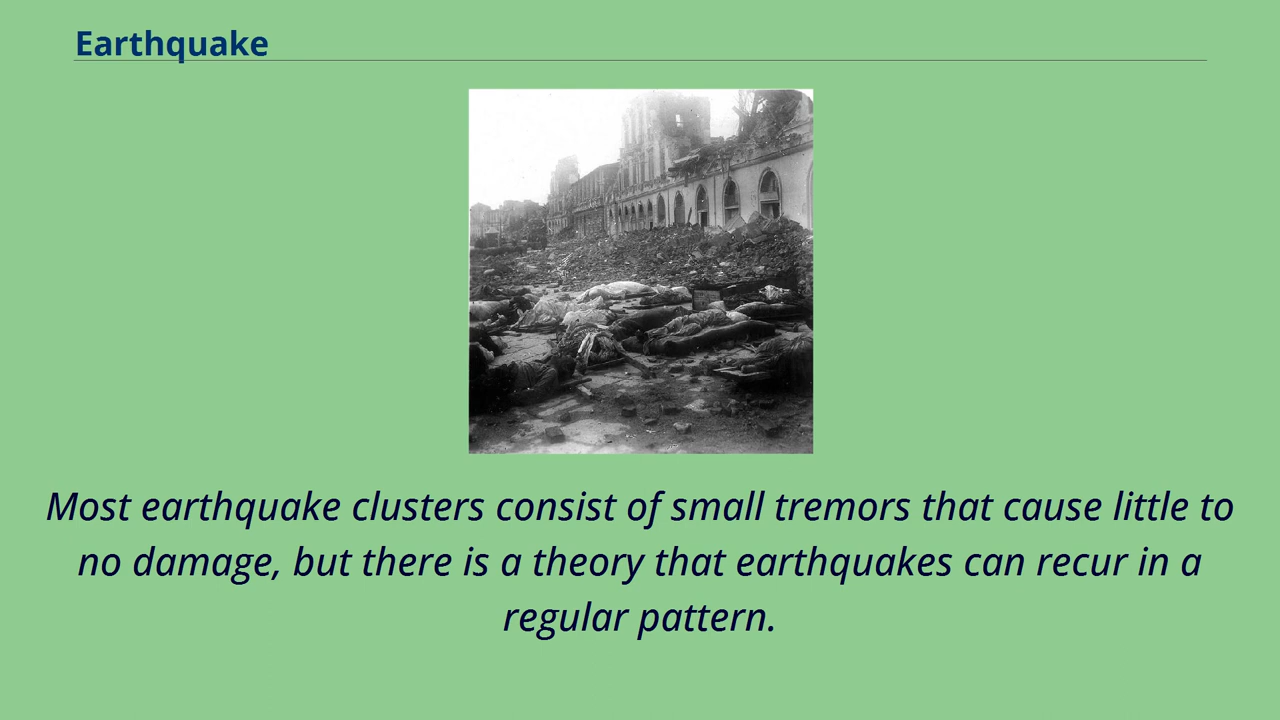 Earthquake
Most earthquake clusters consist of small tremors that cause little to
no damage, but there is a theory that earthquakes can recur in a
regular pattern.